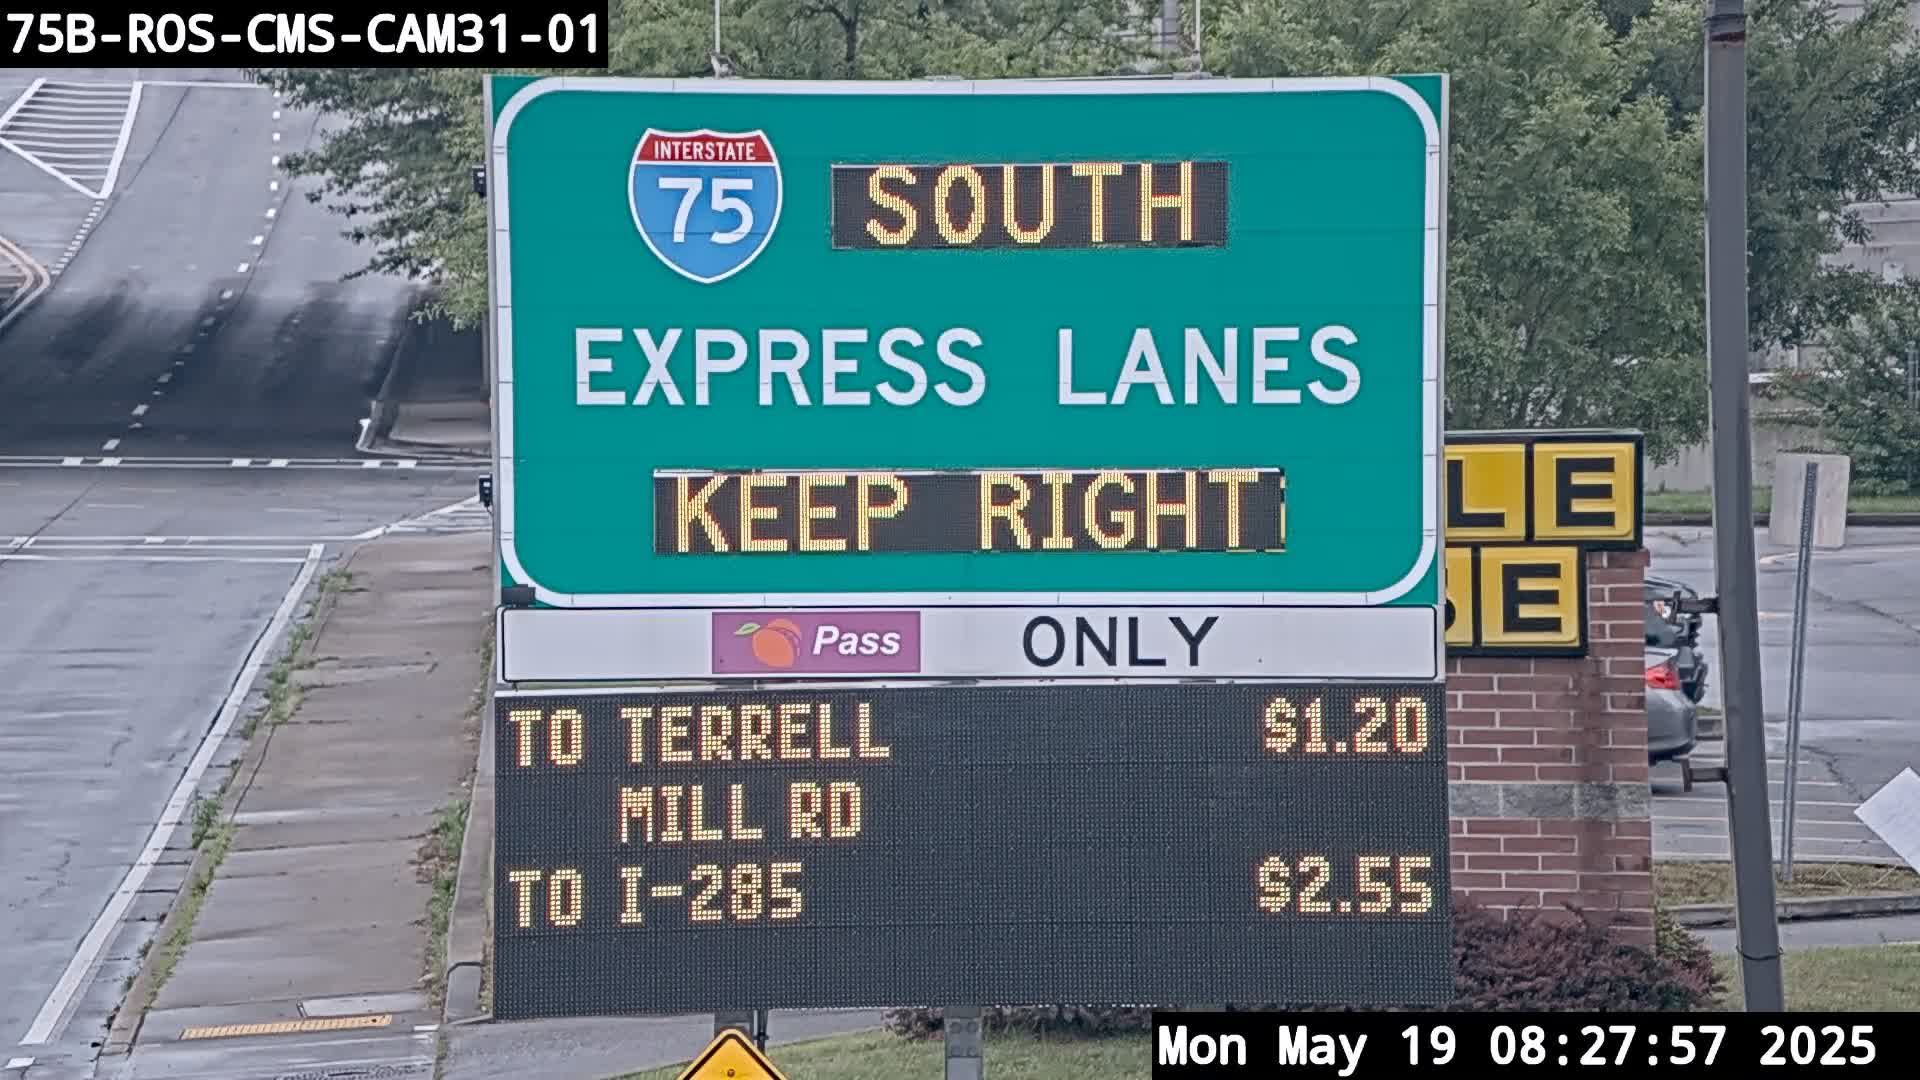 75B-ROS-CMS-CAM31-01
INTERSTATE
75
SOUTH
EXPRESS LANES
KEEP RIGHT
LE
E
Pass ONLY
TO TERRELL $1.20
MILL RD
TO I-285 $2.55
Mon May 19 08:27:57 2025